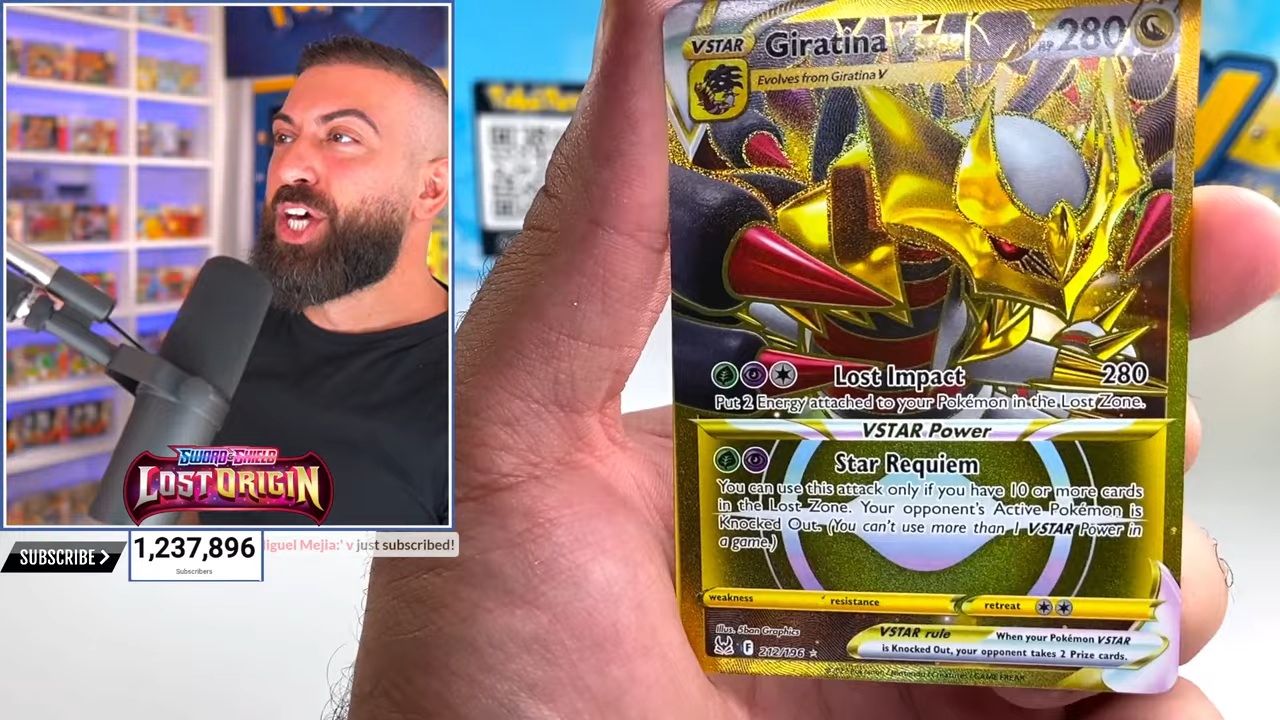 VSTAR Giratina HP 280
Evolves from Giratina V
Lost Impact 280
Put 2 Energy attached to your Pokémon in the Lost Zone.
VSTAR Power
Star Requiem
You can use this attack only if you have 10 or more cards
in the Lost Zone. Your opponent's Active Pokémon is
Knocked Out. (You can't use more than 1 VSTAR Power in
a game.)
weakness resistance retreat
Illus. 5ban Graphics
VSTAR rule When your Pokémon VSTAR
is Knocked Out, your opponent takes 2 Prize cards.
F 212/196
SWORD & SHIELD
LOST ORIGIN
SUBSCRIBE
1,237,896
Subscribers
Miguel Mejia:' v just subscribed!